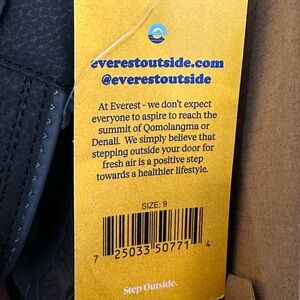 everestoutside.com
@everestoutside
At Everest - we don't expect
everyone to aspire to reach the
summit of Qomolangma or
Denali. We simply believe that
stepping outside your door for
fresh air is a positive step
towards a healthier lifestyle.
SIZE: 9
7 25033 50771 4
Step Outside.